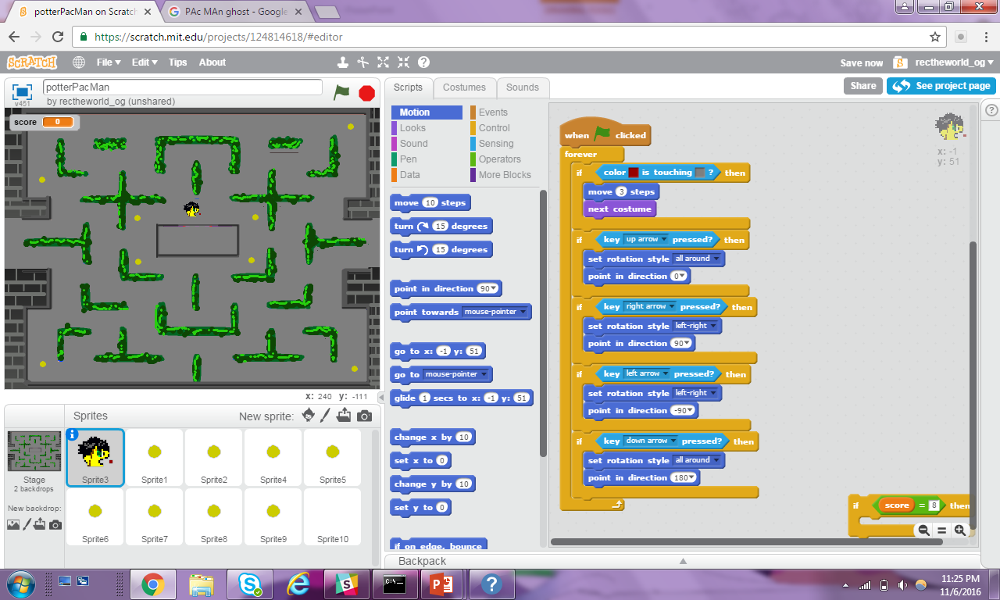 potterPacMan on Scratch
PAc MAn ghost - Google
https://scratch.mit.edu/projects/124814618/#editor
SCRATCH File Edit Tips About Save now rectheworld_og
v451
potterPacMan
by rectheworld_og (unshared)
Scripts Costumes Sounds
Share See project page
score 0
Motion Events
Looks Control
Sound Sensing
Pen Operators
Data More Blocks
move 10 steps
turn 15 degrees
turn 15 degrees
point in direction 90
point towards mouse-pointer
go to x: -1 y: 51
go to mouse-pointer
glide 1 secs to x: -1 y: 51
change x by 10
set x to 0
change y by 10
set y to 0
if on edge, bounce
when clicked
forever
if color is touching ? then
move 3 steps
next costume
if key up arrow pressed? then
set rotation style all around
point in direction 0
if key right arrow pressed? then
set rotation style left-right
point in direction 90
if key left arrow pressed? then
set rotation style left-right
point in direction -90
if key down arrow pressed? then
set rotation style all around
point in direction 180
if score = 8 then
x: -1
y: 51
?
x: 240 y: -111
Sprites New sprite:
Stage
2 backdrops
New backdrop:
Sprite3 Sprite1 Sprite2 Sprite4 Sprite5
Sprite6 Sprite7 Sprite8 Sprite9 Sprite10
Backpack
11:25 PM
11/6/2016